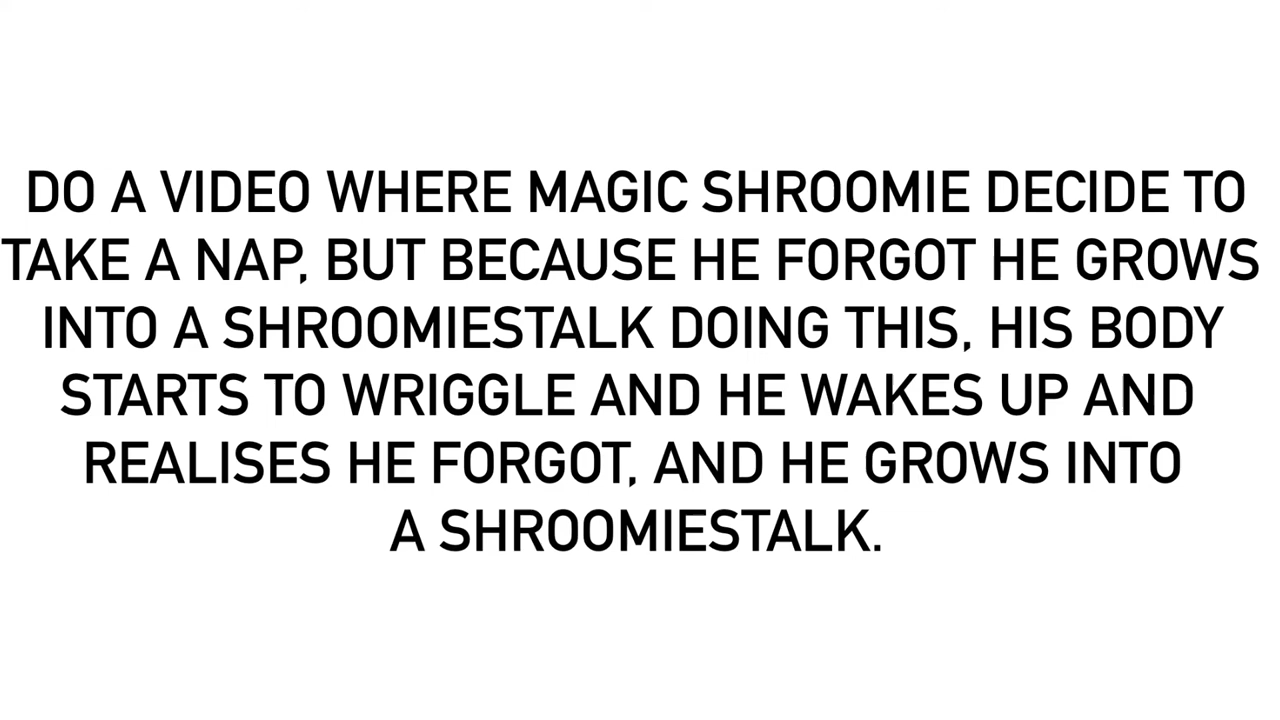 DO A VIDEO WHERE MAGIC SHROOMIE DECIDE TO
TAKE A NAP, BUT BECAUSE HE FORGOT HE GROWS
INTO A SHROOMIESTALK DOING THIS, HIS BODY
STARTS TO WRIGGLE AND HE WAKES UP AND
REALISES HE FORGOT, AND HE GROWS INTO
A SHROOMIESTALK.